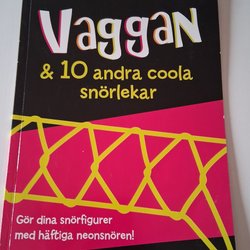 Vaggan
& 10 andra coola
snörlekar
Gör dina snörfigurer
med häftiga neonsnören!